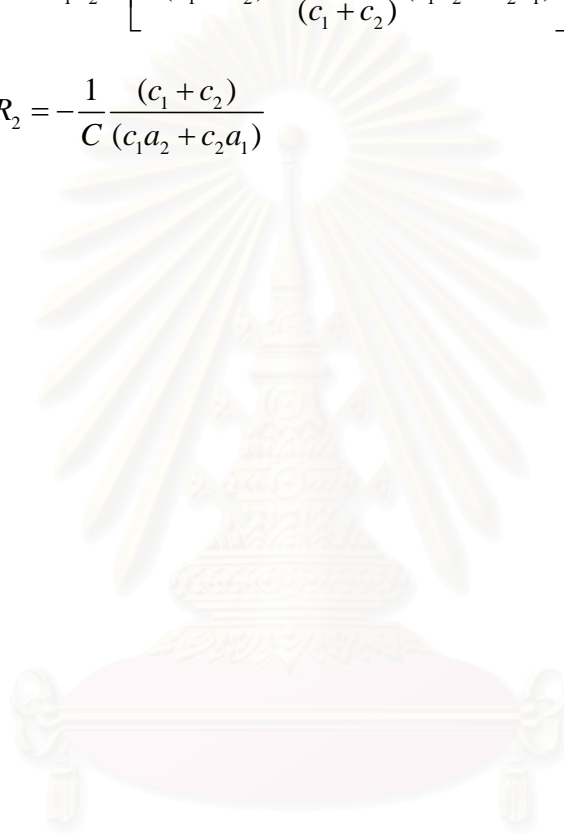 (c₁ + c₂)
R₂ = −(1/C) (c₁ + c₂)/(c₁a₂ + c₂a₁)